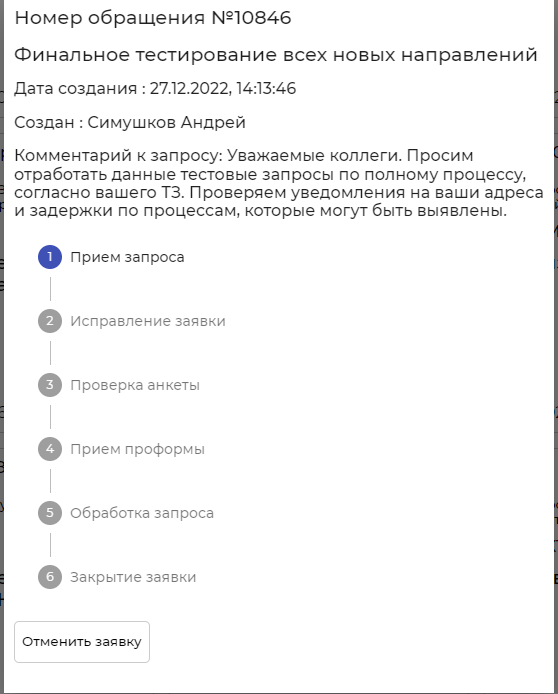 Номер обращения №10846
Финальное тестирование всех новых направлений
Дата создания : 27.12.2022, 14:13:46
Создан : Симушков Андрей
Комментарий к запросу: Уважаемые коллеги. Просим
отработать данные тестовые запросы по полному процессу,
согласно вашего ТЗ. Проверяем уведомления на ваши адреса
и задержки по процессам, которые могут быть выявлены.
1 Прием запроса
2 Исправление заявки
3 Проверка анкеты
4 Прием проформы
5 Обработка запроса
6 Закрытие заявки
Отменить заявку